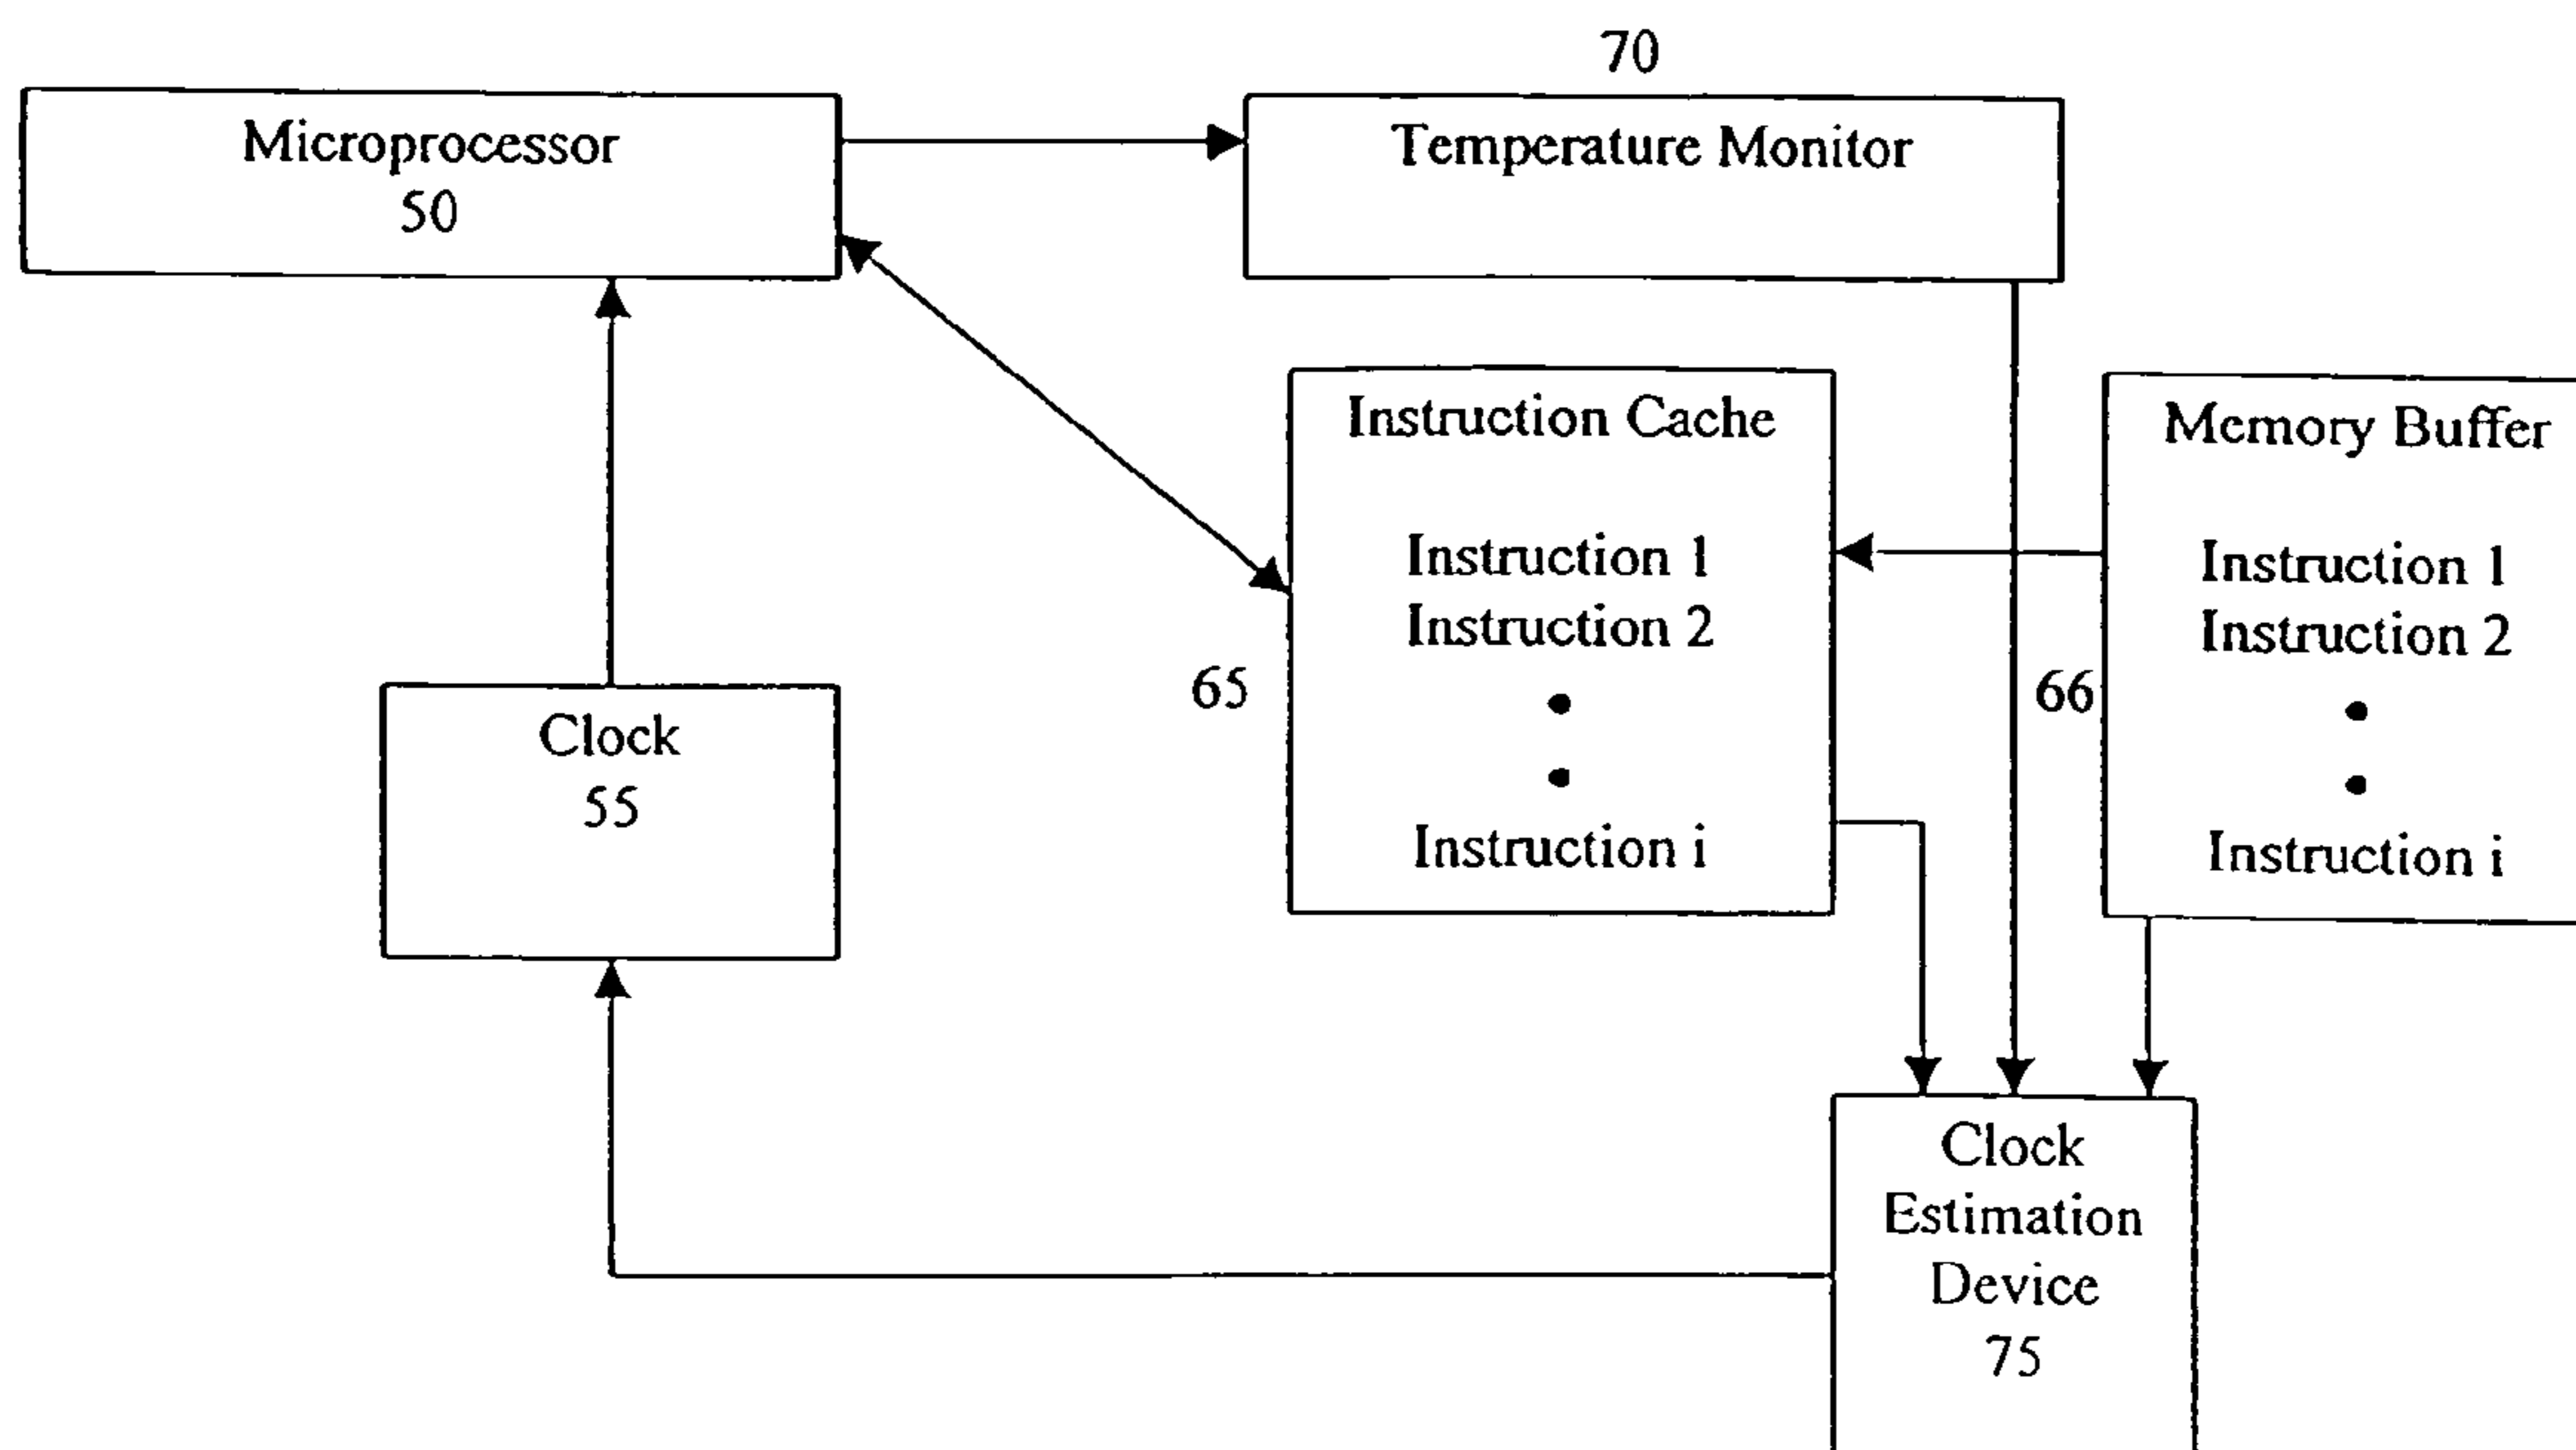 70
Microprocessor
50
Temperature Monitor
Instruction Cache
Instruction 1
Instruction 2
•
•
Instruction i
65
Memory Buffer
Instruction 1
Instruction 2
•
•
Instruction i
66
Clock
55
Clock
Estimation
Device
75